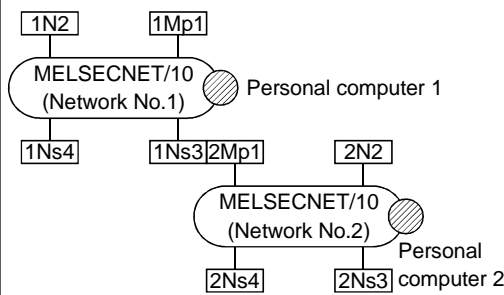 1N2 1Mp1
MELSECNET/10
(Network No.1)
Personal computer 1
1Ns4 1Ns3 2Mp1 2N2
MELSECNET/10
(Network No.2)
Personal
computer 2
2Ns4 2Ns3